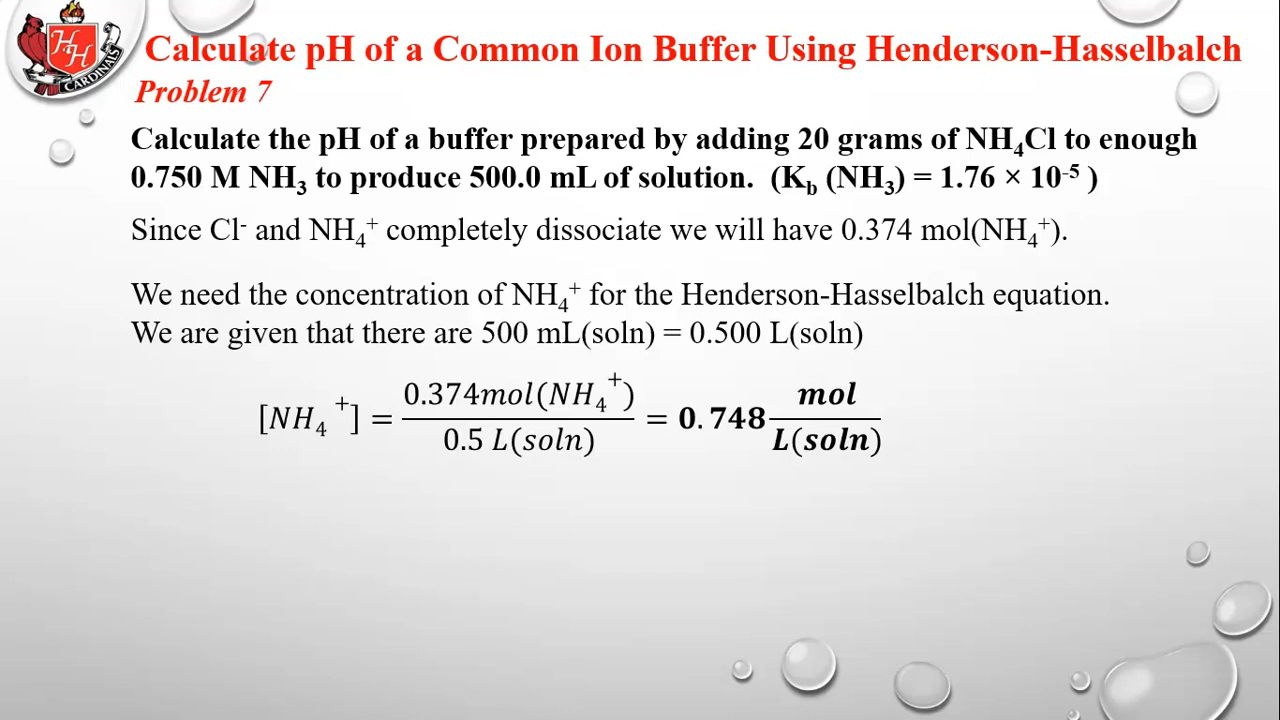 HH
CARDINALS
Calculate pH of a Common Ion Buffer Using Henderson-Hasselbalch
Problem 7
Calculate the pH of a buffer prepared by adding 20 grams of NH₄Cl to enough
0.750 M NH₃ to produce 500.0 mL of solution. (K_b (NH₃) = 1.76 × 10⁻⁵ )
Since Cl⁻ and NH₄⁺ completely dissociate we will have 0.374 mol(NH₄⁺).
We need the concentration of NH₄⁺ for the Henderson-Hasselbalch equation.
We are given that there are 500 mL(soln) = 0.500 L(soln)
[NH₄⁺] = 0.374mol(NH₄⁺) / 0.5 L(soln) = 0.748 mol / L(soln)